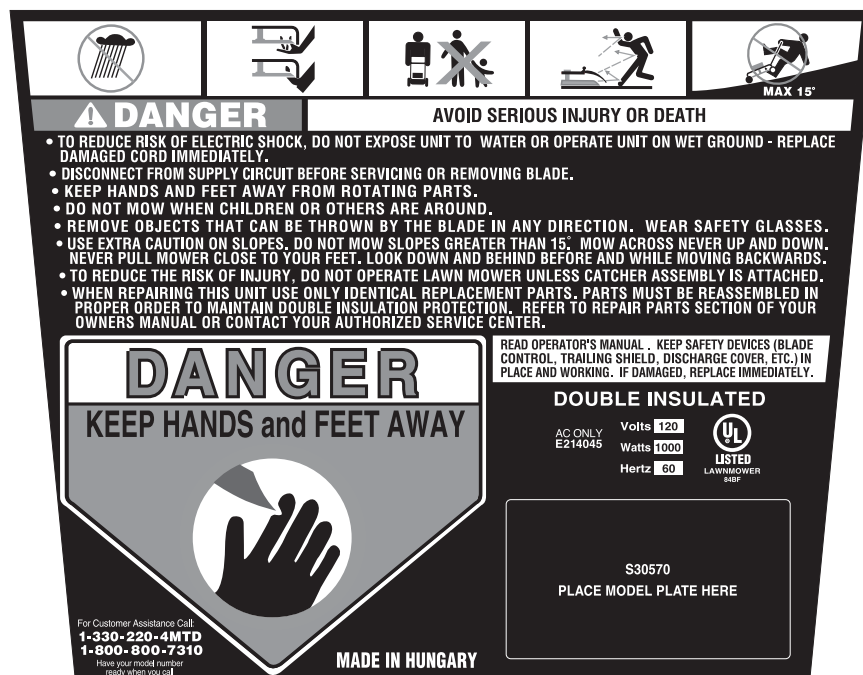 MAX 15°
DANGER
AVOID SERIOUS INJURY OR DEATH
• TO REDUCE RISK OF ELECTRIC SHOCK, DO NOT EXPOSE UNIT TO WATER OR OPERATE UNIT ON WET GROUND - REPLACE
DAMAGED CORD IMMEDIATELY.
• DISCONNECT FROM SUPPLY CIRCUIT BEFORE SERVICING OR REMOVING BLADE.
• KEEP HANDS AND FEET AWAY FROM ROTATING PARTS.
• DO NOT MOW WHEN CHILDREN OR OTHERS ARE AROUND.
• REMOVE OBJECTS THAT CAN BE THROWN BY THE BLADE IN ANY DIRECTION. WEAR SAFETY GLASSES.
• USE EXTRA CAUTION ON SLOPES. DO NOT MOW SLOPES GREATER THAN 15°. MOW ACROSS NEVER UP AND DOWN.
NEVER PULL MOWER CLOSE TO YOUR FEET. LOOK DOWN AND BEHIND BEFORE AND WHILE MOVING BACKWARDS.
• TO REDUCE THE RISK OF INJURY, DO NOT OPERATE LAWN MOWER UNLESS CATCHER ASSEMBLY IS ATTACHED.
• WHEN REPAIRING THIS UNIT USE ONLY IDENTICAL REPLACEMENT PARTS. PARTS MUST BE REASSEMBLED IN
PROPER ORDER TO MAINTAIN DOUBLE INSULATION PROTECTION. REFER TO REPAIR PARTS SECTION OF YOUR
OWNERS MANUAL OR CONTACT YOUR AUTHORIZED SERVICE CENTER.
DANGER
KEEP HANDS and FEET AWAY
For Customer Assistance Call:
1-330-220-4MTD
1-800-800-7310
Have your model number
ready when you call
MADE IN HUNGARY
READ OPERATOR'S MANUAL . KEEP SAFETY DEVICES (BLADE
CONTROL, TRAILING SHIELD, DISCHARGE COVER, ETC.) IN
PLACE AND WORKING. IF DAMAGED, REPLACE IMMEDIATELY.
DOUBLE INSULATED
AC ONLY
E214045
Volts 120
Watts 1000
Hertz 60
UL
LISTED
LAWNMOWER
84BF
S30570
PLACE MODEL PLATE HERE